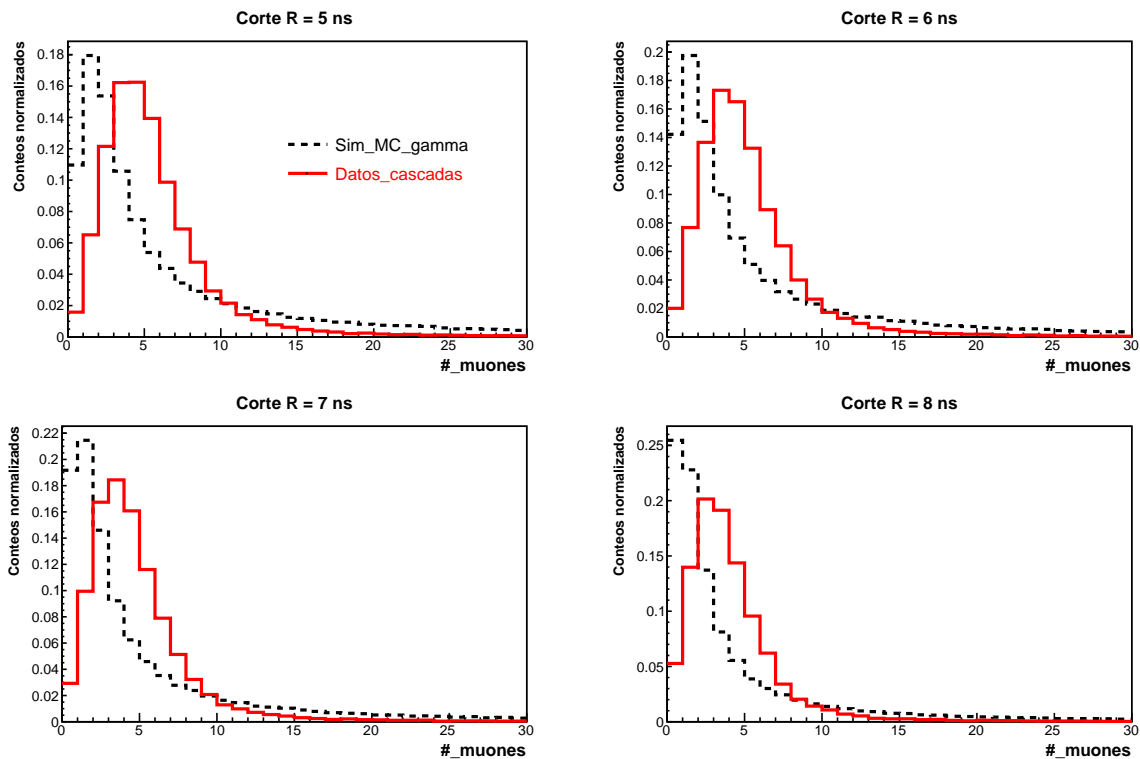 Corte R = 5 ns
Conteos normalizados
0.18
0.16
0.14
0.12
0.1
0.08
0.06
0.04
0.02
0
0 5 10 15 20 25 30
#_muones
Sim_MC_gamma
Datos_cascadas
Corte R = 6 ns
Conteos normalizados
0.2
0.18
0.16
0.14
0.12
0.1
0.08
0.06
0.04
0.02
0
0 5 10 15 20 25 30
#_muones
Corte R = 7 ns
Conteos normalizados
0.22
0.2
0.18
0.16
0.14
0.12
0.1
0.08
0.06
0.04
0.02
0
0 5 10 15 20 25 30
#_muones
Corte R = 8 ns
Conteos normalizados
0.25
0.2
0.15
0.1
0.05
0
0 5 10 15 20 25 30
#_muones